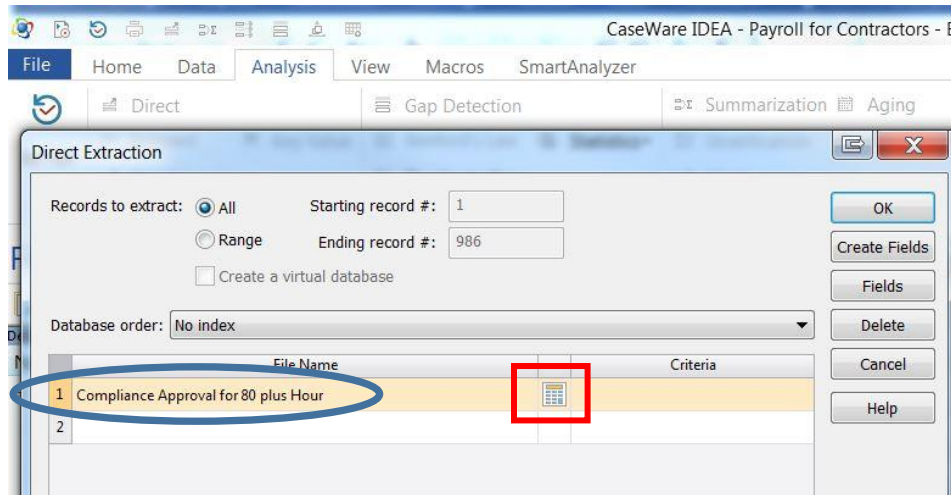 CaseWare IDEA - Payroll for Contractors -
File Home Data Analysis View Macros SmartAnalyzer
Direct Gap Detection Summarization Aging
Direct Extraction
Records to extract: All Starting record #: 1 OK
Range Ending record #: 986 Create Fields
Create a virtual database Fields
Database order: No index Delete
File Name Criteria Cancel
1 Compliance Approval for 80 plus Hour Help
2